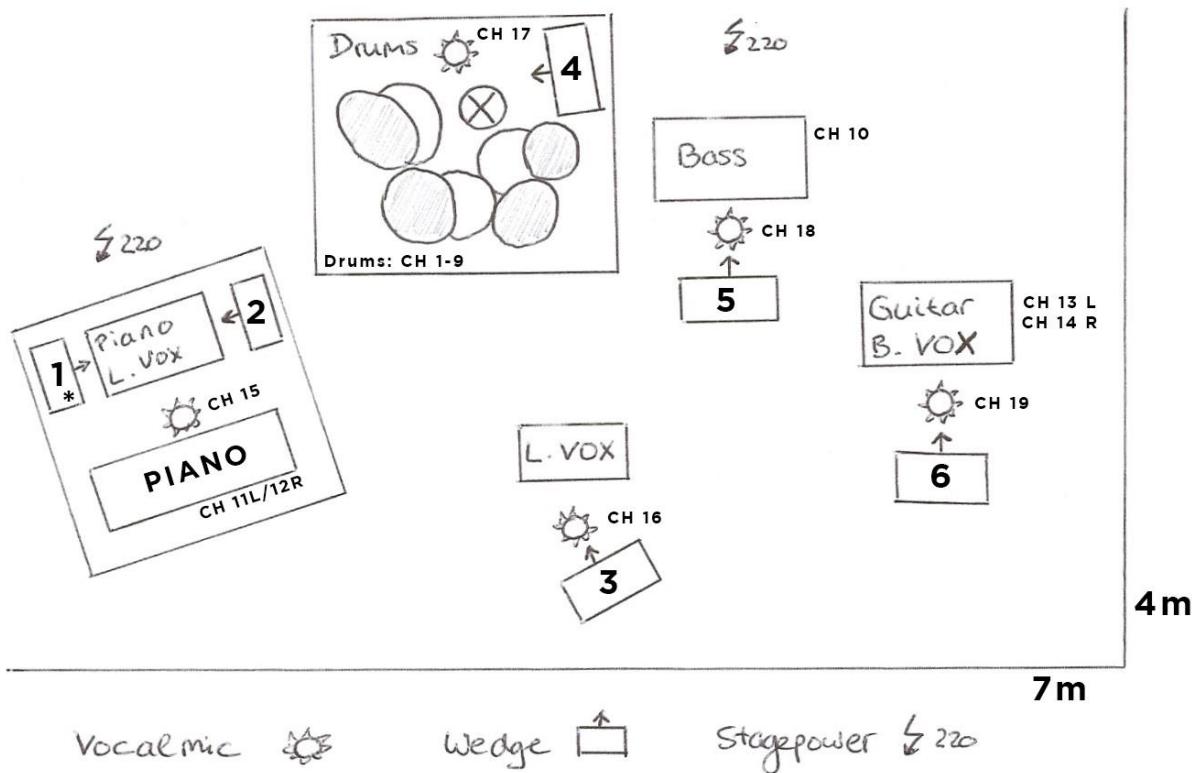 Drums
CH 17
4
220
Bass
CH 10
CH 18
5
Drums: CH 1-9
220
1
*
Piano
L. VOX
2
CH 15
PIANO
CH 11L/12R
Guitar
B. VOX
CH 13 L
CH 14 R
CH 19
6
L. VOX
CH 16
3
4m
7m
Vocalmic
Wedge
Stagepower 220